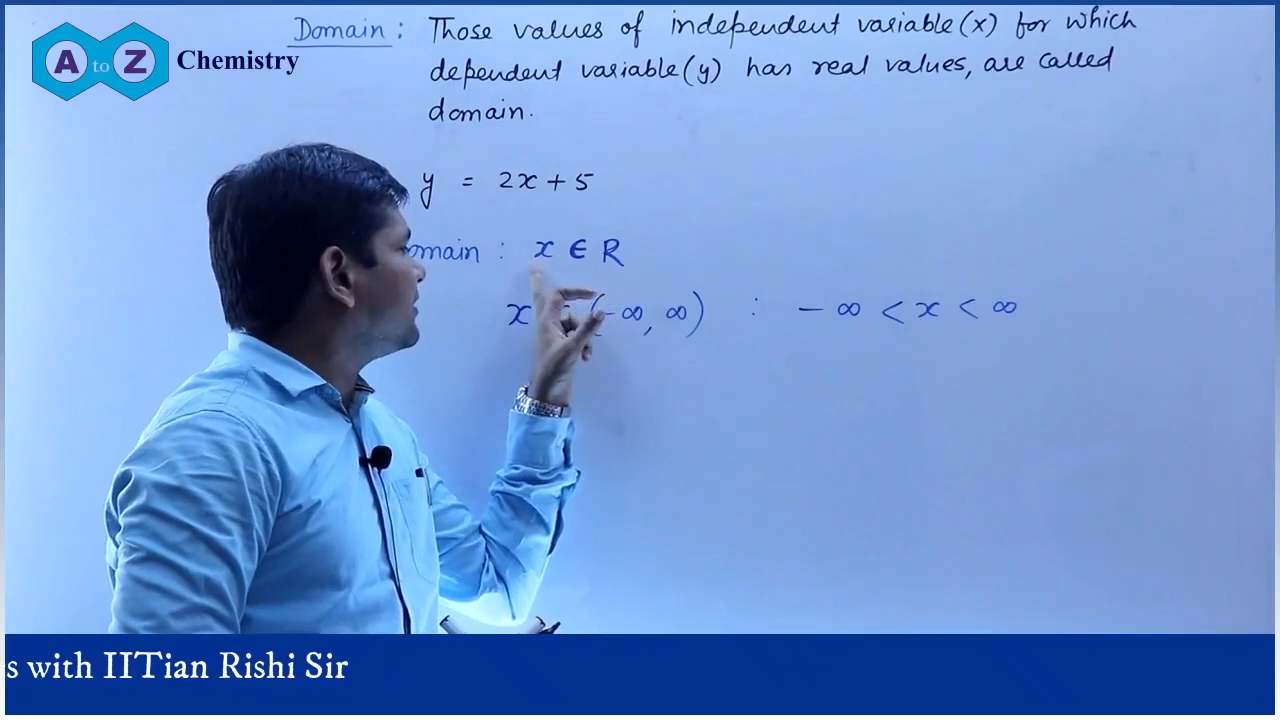 A to Z Chemistry
Domain : Those values of independent variable (x) for which
dependent variable (y) has real values, are called
domain.
y = 2x + 5
omain : x ∈ R
x (-∞, ∞) : -∞ < x < ∞
s with IITian Rishi Sir